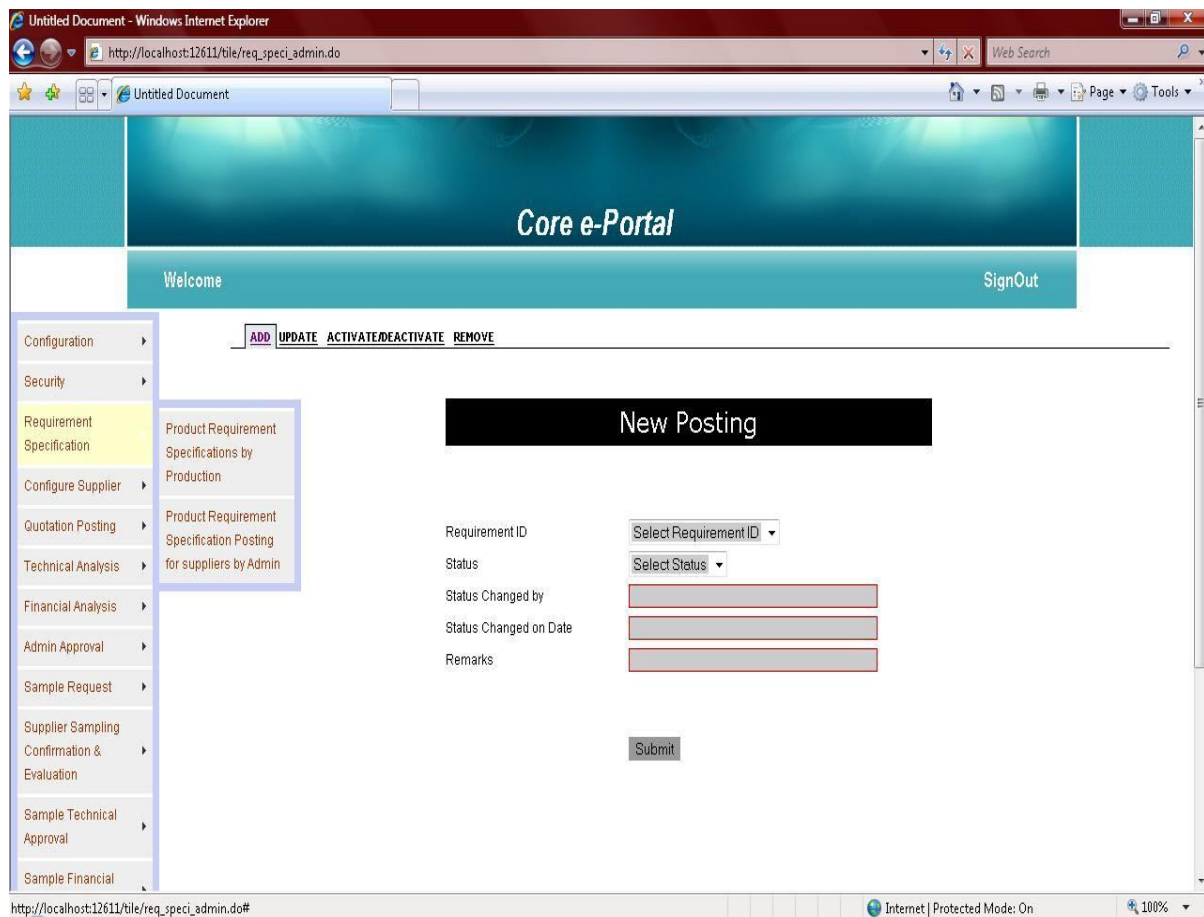 Untitled Document - Windows Internet Explorer
http://localhost:12611/tile/req_speci_admin.do
Web Search
Untitled Document
Page
Tools
Core e-Portal
Welcome
SignOut
ADD UPDATE ACTIVATE/DEACTIVATE REMOVE
Configuration
Security
Requirement
Specification
Configure Supplier
Quotation Posting
Technical Analysis
Financial Analysis
Admin Approval
Sample Request
Supplier Sampling
Confirmation &
Evaluation
Sample Technical
Approval
Sample Financial
Product Requirement
Specifications by
Production
Product Requirement
Specification Posting
for suppliers by Admin
New Posting
Requirement ID
Select Requirement ID
Status
Select Status
Status Changed by
Status Changed on Date
Remarks
Submit
http://localhost:12611/tile/req_speci_admin.do#
Internet | Protected Mode: On
100%